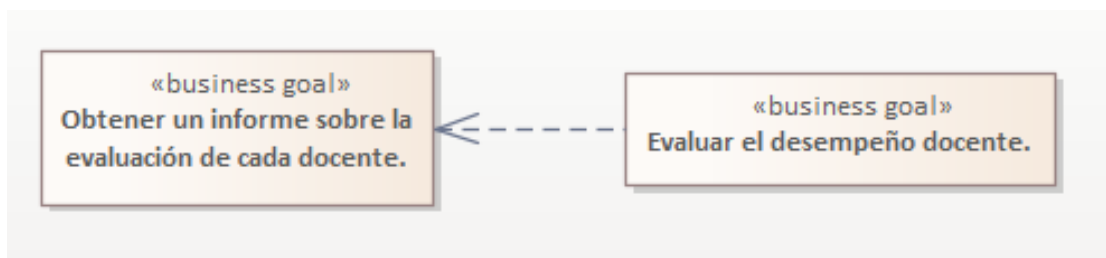 «business goal»
Obtener un informe sobre la
evaluación de cada docente.
«business goal»
Evaluar el desempeño docente.